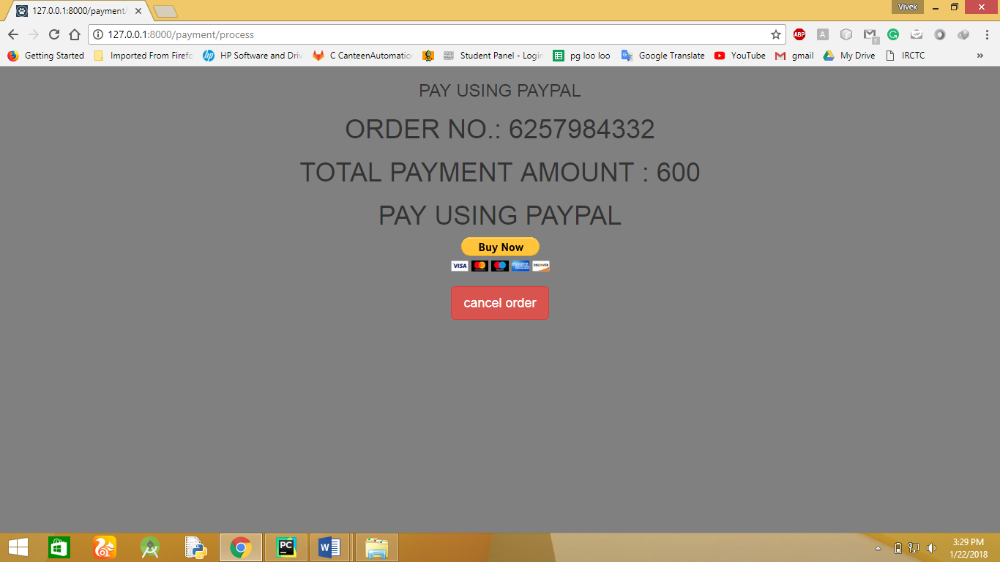 127.0.0.1:8000/payment/
Vivek
127.0.0.1:8000/payment/process
ABP
A
?
G
Getting Started
Imported From Firefo
hp
HP Software and Driv
C CanteenAutomatio
Student Panel - Login
pg loo loo
Google Translate
YouTube
gmail
My Drive
IRCTC
»
PAY USING PAYPAL
ORDER NO.: 6257984332
TOTAL PAYMENT AMOUNT : 600
PAY USING PAYPAL
Buy Now
VISA
DISCOVER
cancel order
PC
W
3:29 PM
1/22/2018